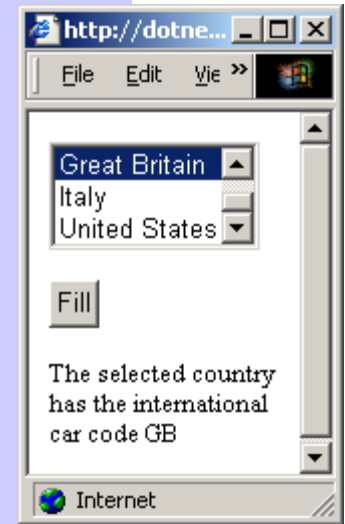 http://dotne...
File Edit Vie »
Great Britain
Italy
United States
Fill
The selected country
has the international
car code GB
Internet